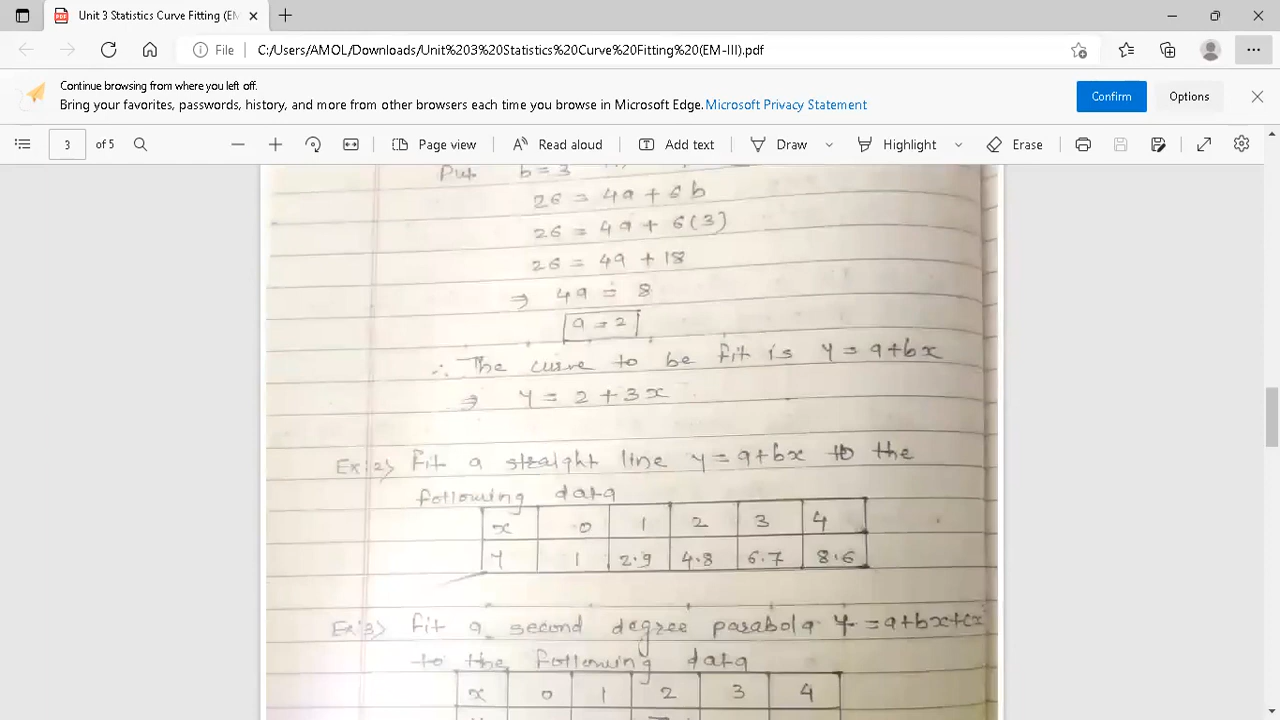 Unit 3 Statistics Curve Fitting (EM
File C:/Users/AMOL/Downloads/Unit%203%20Statistics%20Curve%20Fitting%20(EM-III).pdf
Continue browsing from where you left off.
Bring your favorites, passwords, history, and more from other browsers each time you browse in Microsoft Edge. Microsoft Privacy Statement
Confirm Options
3 of 5 Page view Read aloud Add text Draw Highlight Erase
Put b = 3
26 = 4a + 6b
26 = 4a + 6(3)
26 = 4a + 18
⇒ 4a = 8
a = 2
∴ The curve to be fit is y = a+bx
⇒ y = 2 + 3x
Ex:2) Fit a straight line y = a+bx to the
following data
x 0 1 2 3 4
y 1 2.9 4.8 6.7 8.6
Ex:3) Fit a second degree parabola y = a+bx+cx²
to the following data
x 0 1 2 3 4